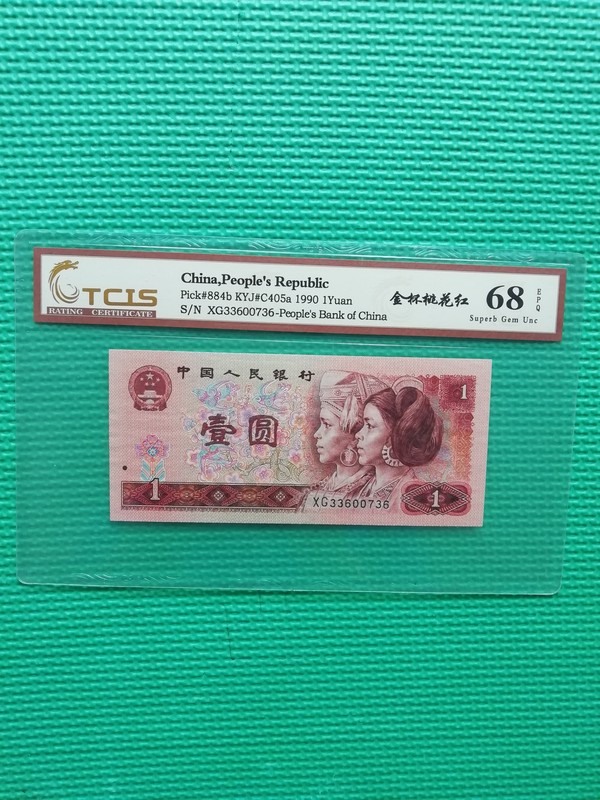 TCIS
RATING CERTIFICATE
China,People's Republic
Pick#884b KYJ#C405a 1990 1Yuan
S/N XG33600736-People's Bank of China
金杯桃花红
68
EPQ
Superb Gem Unc
中国人民银行
1
壹圆
1
XG33600736
1